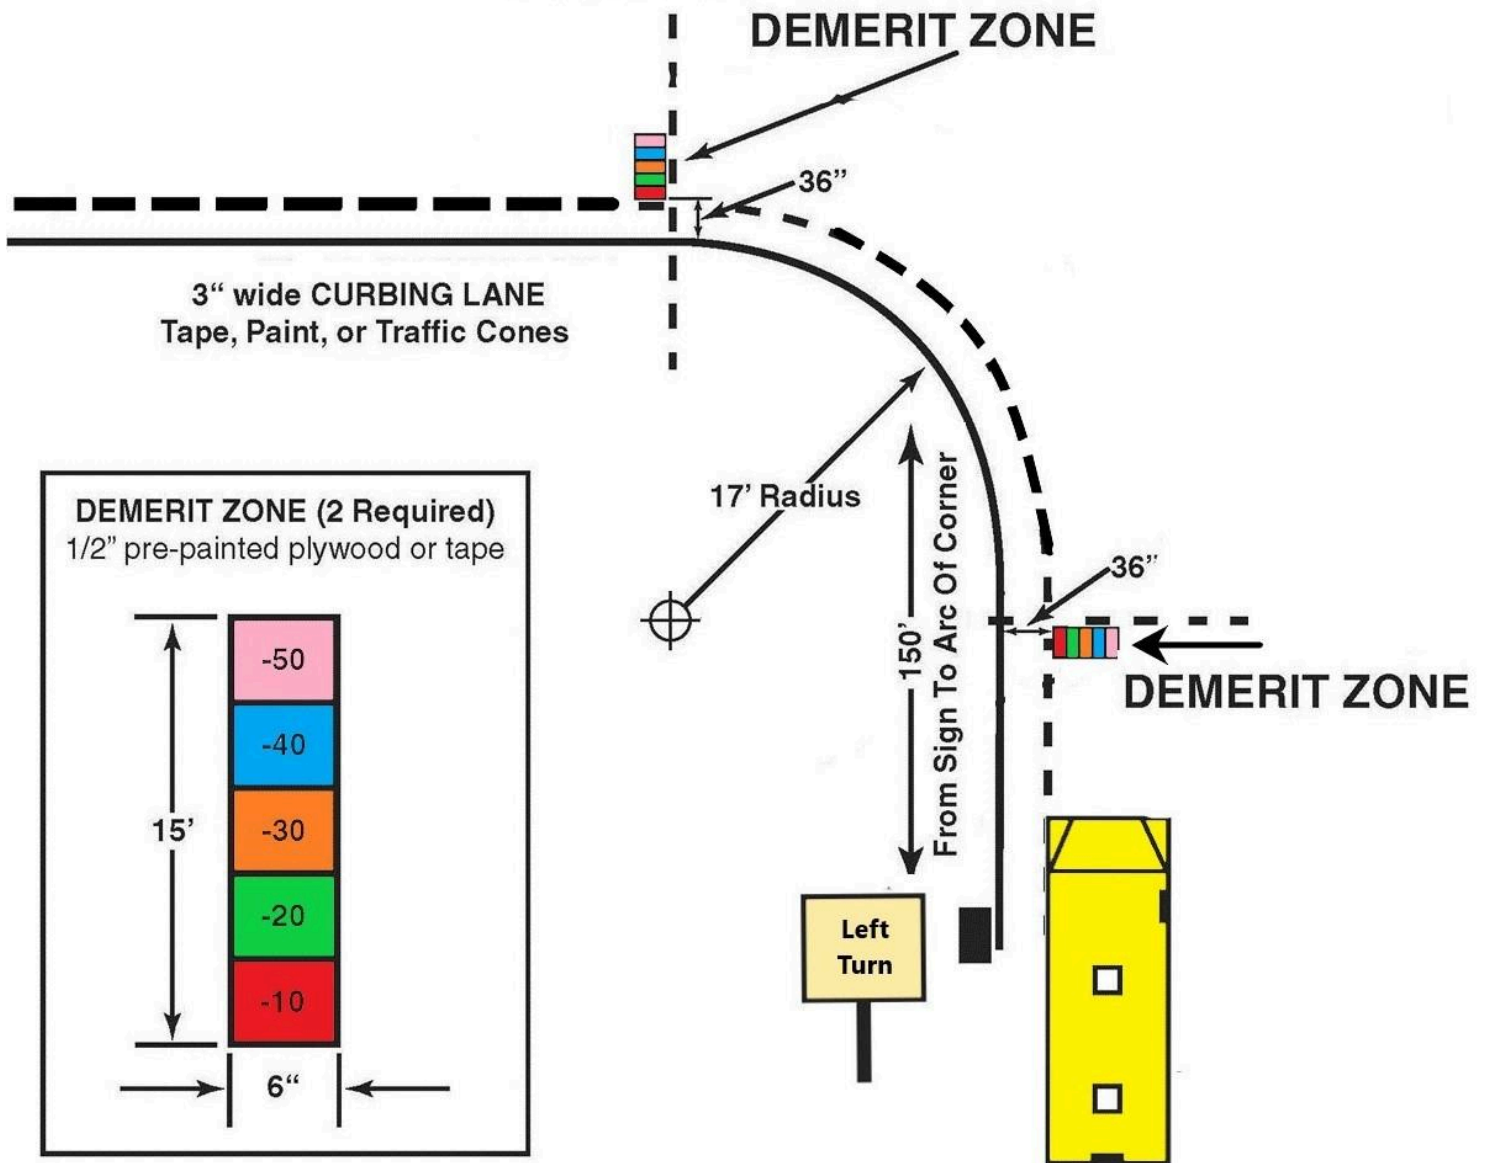 DEMERIT ZONE
36“
3“ wide CURBING LANE
Tape, Paint, or Traffic Cones
17’ Radius
150’
From Sign To Arc Of Corner
36”
DEMERIT ZONE
DEMERIT ZONE (2 Required)
1/2” pre-painted plywood or tape
-50
-40
-30
-20
-10
15’
6“
Left
Turn